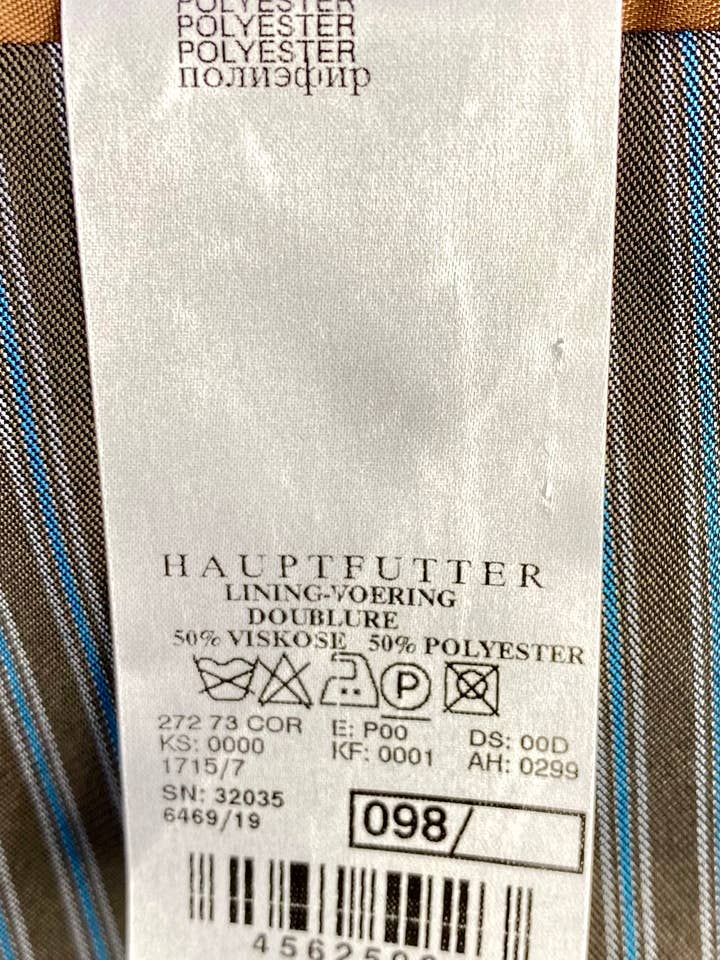 POLYESTER
POLYESTER
POLYESTER
полиэфир
HAUPTFUTTER
LINING-VOERING
DOUBLURE
50% VISKOSE 50% POLYESTER
P
272 73 COR E: P00 DS: 00D
KS: 0000 KF: 0001 AH: 0299
1715/7
SN: 32035
6469/19
098/